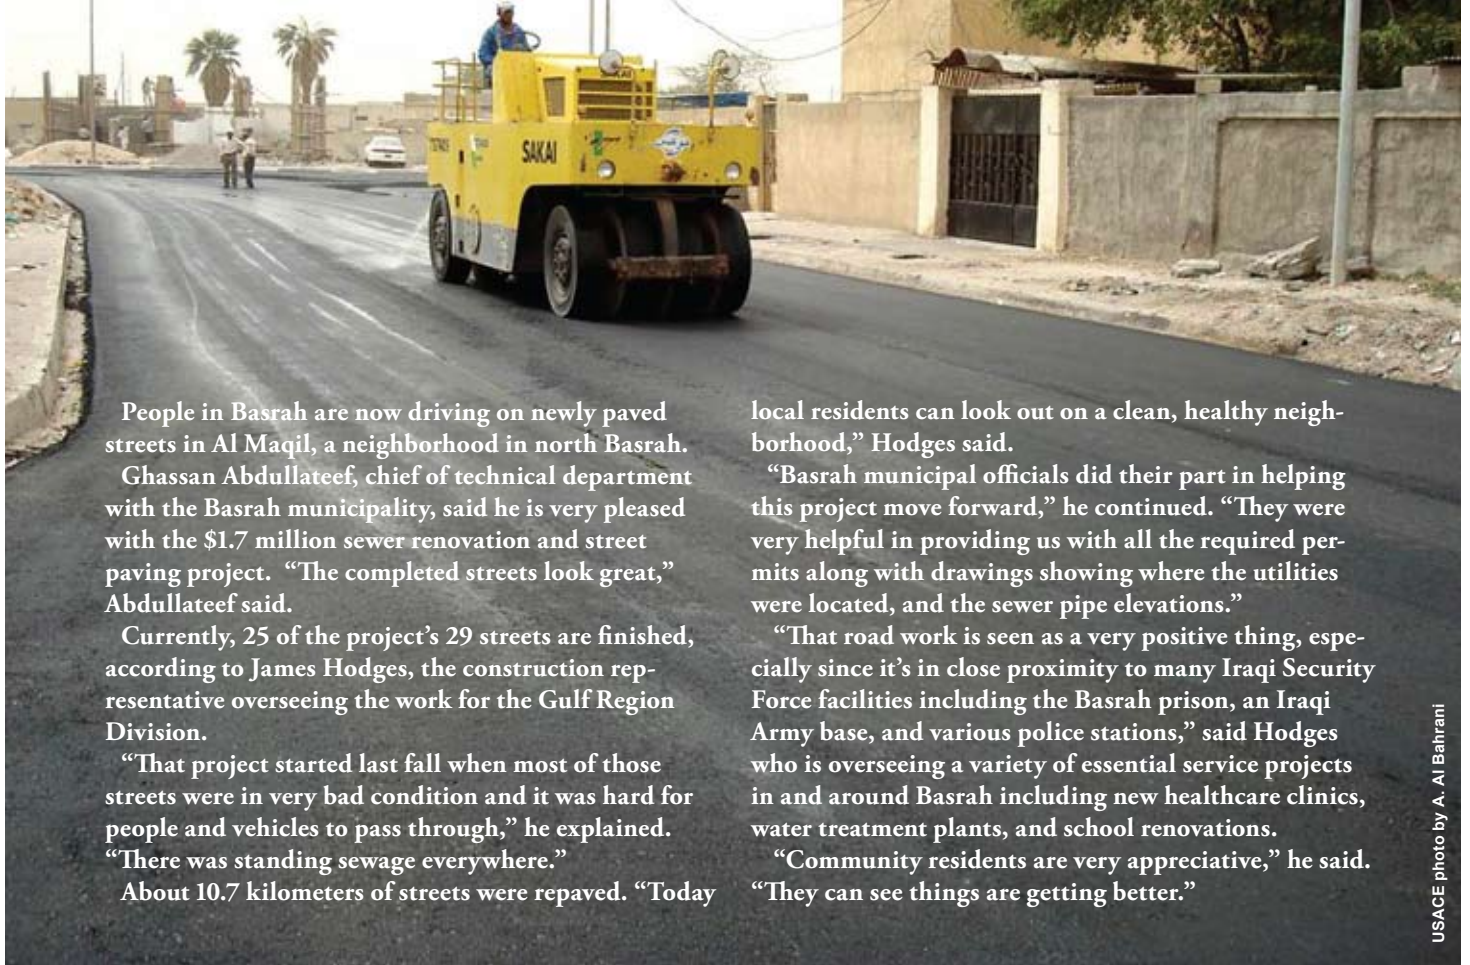 SAKAI
SAKAI
People in Basrah are now driving on newly paved
streets in Al Maqil, a neighborhood in north Basrah.
Ghassan Abdullateef, chief of technical department
with the Basrah municipality, said he is very pleased
with the $1.7 million sewer renovation and street
paving project.  “The completed streets look great,”
Abdullateef said.
Currently, 25 of the project’s 29 streets are finished,
according to James Hodges, the construction rep-
resentative overseeing the work for the Gulf Region
Division.
“That project started last fall when most of those
streets were in very bad condition and it was hard for
people and vehicles to pass through,” he explained.
“There was standing sewage everywhere.”
About 10.7 kilometers of streets were repaved. “Today
local residents can look out on a clean, healthy neigh-
borhood,” Hodges said.
“Basrah municipal officials did their part in helping
this project move forward,” he continued. “They were
very helpful in providing us with all the required per-
mits along with drawings showing where the utilities
were located, and the sewer pipe elevations.”
“That road work is seen as a very positive thing, espe-
cially since it’s in close proximity to many Iraqi Security
Force facilities including the Basrah prison, an Iraqi
Army base, and various police stations,” said Hodges
who is overseeing a variety of essential service projects
in and around Basrah including new healthcare clinics,
water treatment plants, and school renovations.
“Community residents are very appreciative,” he said.
“They can see things are getting better.”
USACE photo by A. Al Bahrani